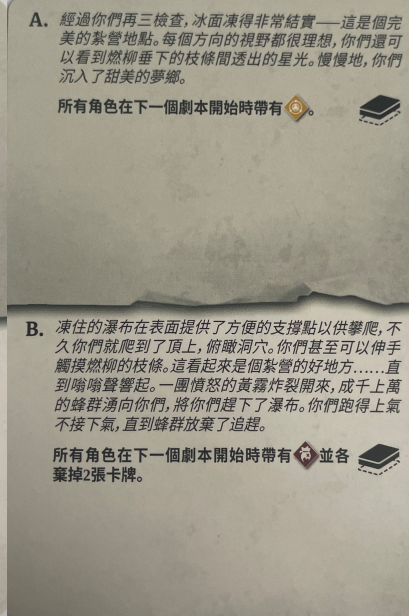 A. 經過你們再三檢查，冰面凍得非常結實——這是個完
美的紮營地點。每個方向的視野都很理想，你們還可
以看到燃柳垂下的枝條間透出的星光。慢慢地，你們
沉入了甜美的夢鄉。
所有角色在下一個劇本開始時帶有。
B. 凍住的瀑布在表面提供了方便的支撐點以供攀爬，不
久你們就爬到了頂上，俯瞰洞穴。你們甚至可以伸手
觸摸燃柳的枝條。這看起來是個紮營的好地方……直
到嗡嗡聲響起。一團憤怒的黃霧炸裂開來，成千上萬
的蜂群湧向你們，將你們趕下了瀑布。你們跑得上氣
不接下氣，直到蜂群放棄了追趕。
所有角色在下一個劇本開始時帶有並各
棄掉2張卡牌。